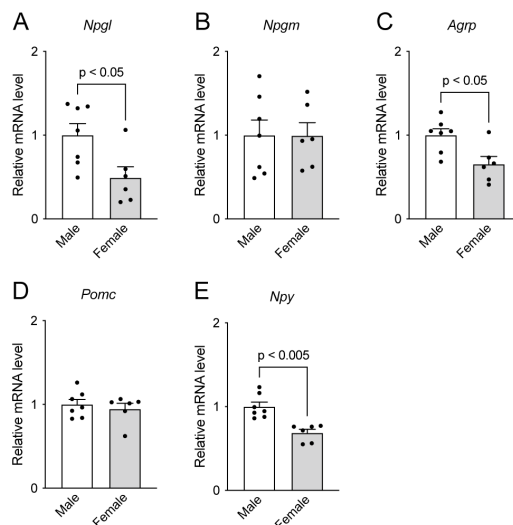 A
Npgl
Relative mRNA level
2
1
0
p < 0.05
Male
Female
B
Npgm
Relative mRNA level
2
1
0
Male
Female
C
Agrp
Relative mRNA level
2
1
0
p < 0.05
Male
Female
D
Pomc
Relative mRNA level
2
1
0
Male
Female
E
Npy
Relative mRNA level
2
1
0
p < 0.005
Male
Female